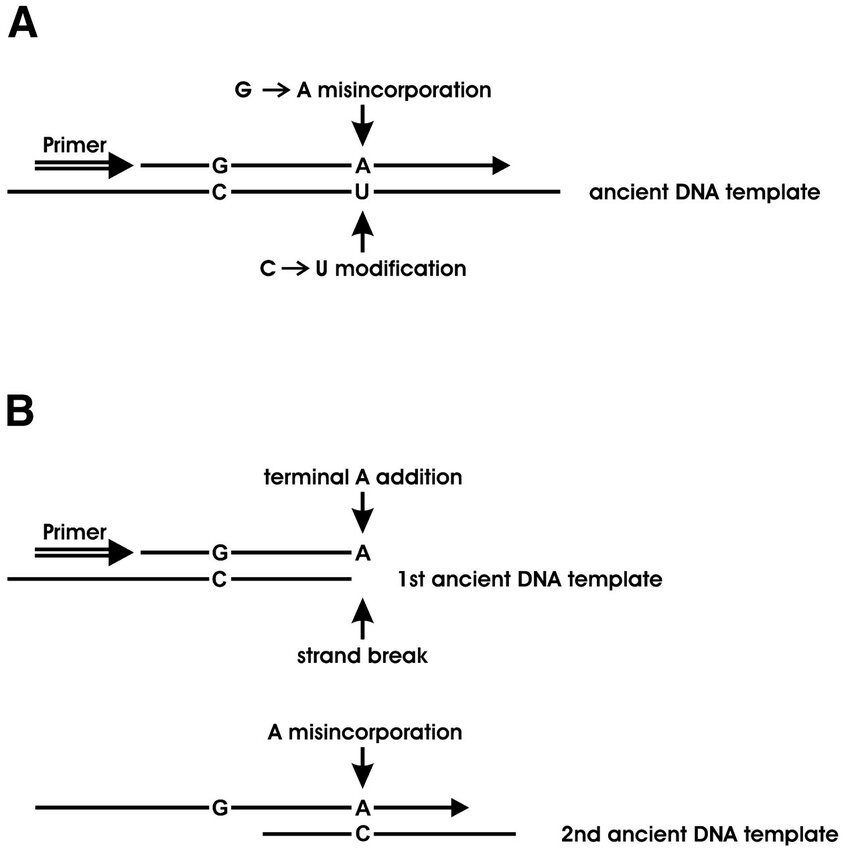 A
G → A misincorporation
Primer
G A
C U ancient DNA template
C → U modification
B
terminal A addition
Primer
G A
C 1st ancient DNA template
strand break
A misincorporation
G A
C 2nd ancient DNA template